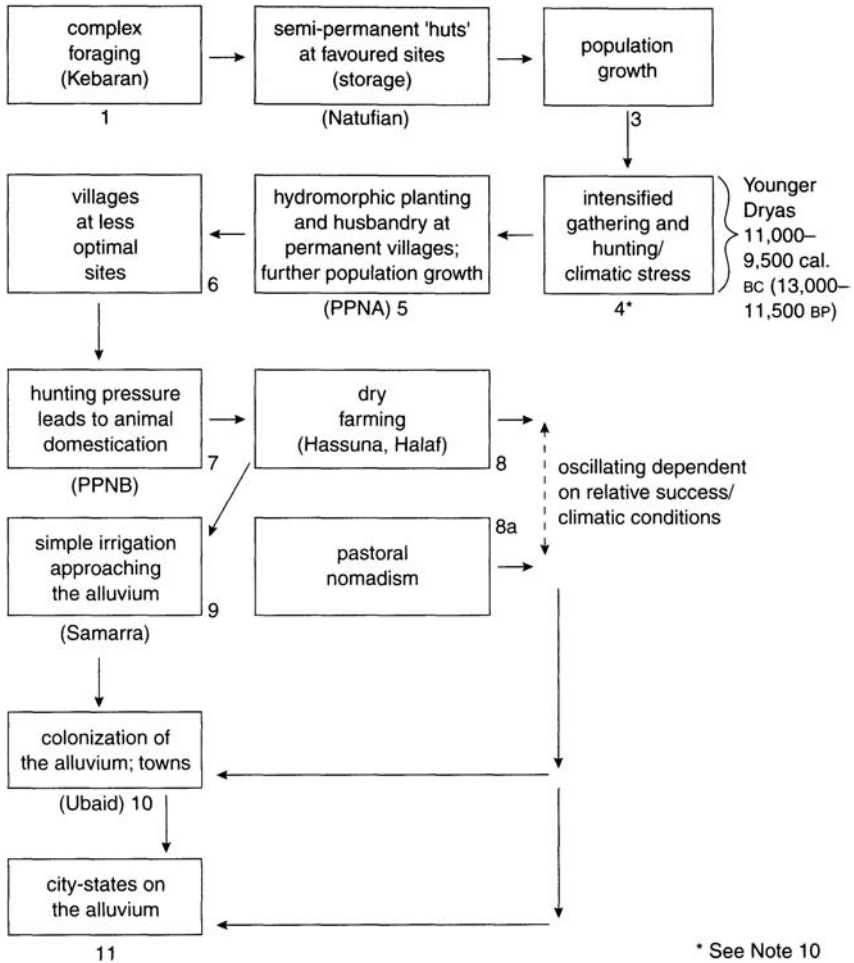 complex
foraging
(Kebaran)
1
semi-permanent 'huts'
at favoured sites
(storage)
(Natufian)
population
growth
3
villages
at less
optimal
sites
6
hydromorphic planting
and husbandry at
permanent villages;
further population growth
(PPNA) 5
intensified
gathering and
hunting/
climatic stress
4*
Younger
Dryas
11,000–
9,500 cal.
BC (13,000–
11,500 BP)
hunting pressure
leads to animal
domestication
7
(PPNB)
dry
farming
(Hassuna, Halaf)
8
oscillating dependent
on relative success/
climatic conditions
simple irrigation
approaching
the alluvium
9
(Samarra)
8a
pastoral
nomadism
colonization of
the alluvium; towns
(Ubaid) 10
city-states on
the alluvium
11
* See Note 10